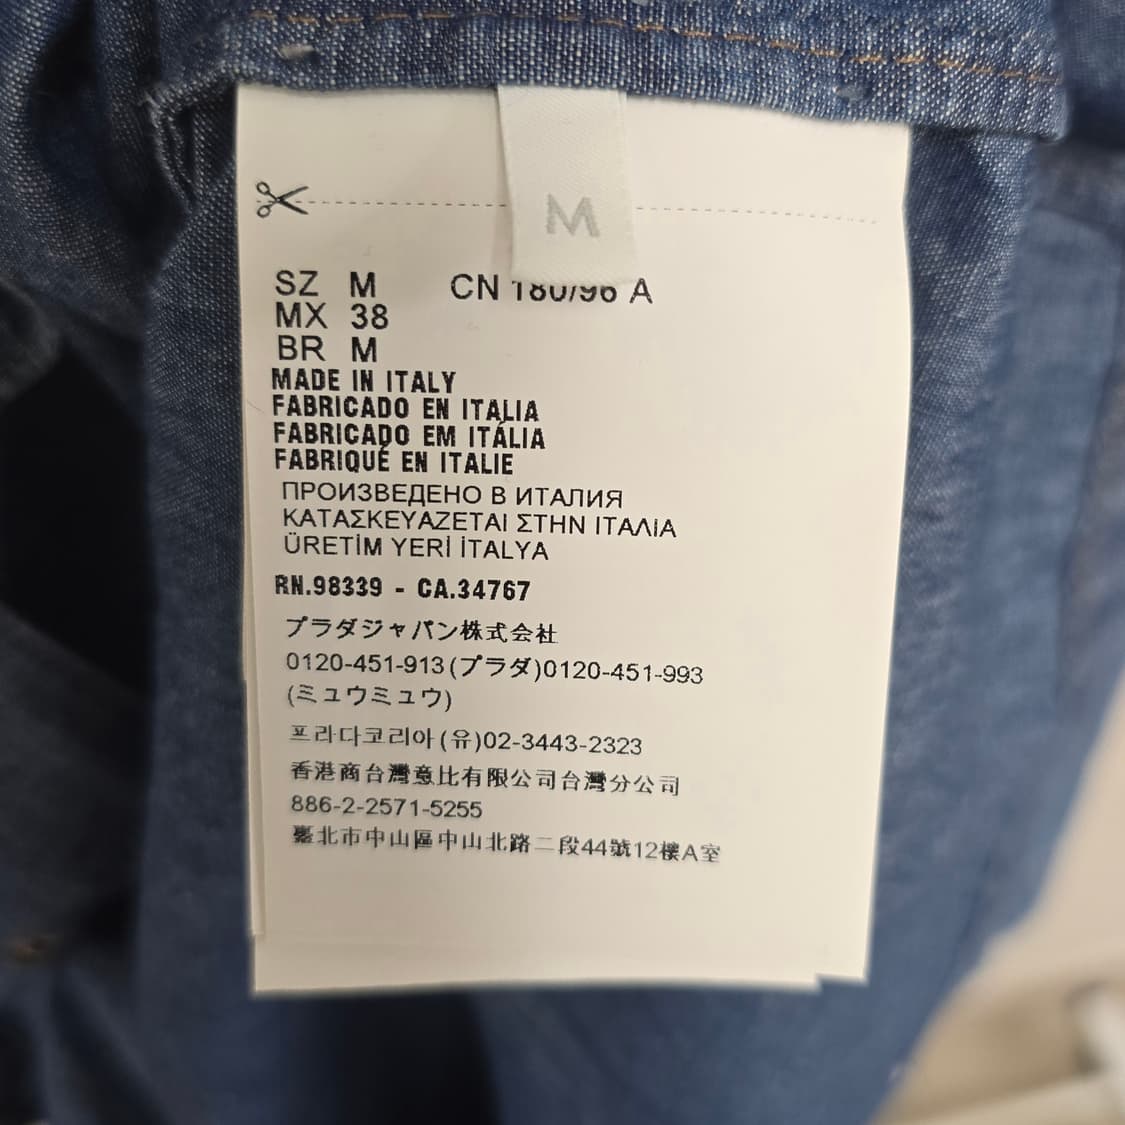 M
SZ M CN 180/96 A
MX 38
BR M
MADE IN ITALY
FABRICADO EN ITALIA
FABRICADO EM ITÁLIA
FABRIQUÉ EN ITALIE
ПРОИЗВЕДЕНО В ИТАЛИЯ
ΚΑΤΑΣΚΕΥΑΖΕΤΑΙ ΣΤΗΝ ΙΤΑΛΙΑ
ÜRETİM YERİ İTALYA
RN.98339 - CA.34767
プラダジャパン株式会社
0120-451-913(プラダ)0120-451-993
(ミュウミュウ)
프라다코리아(유)02-3443-2323
香港商台灣意比有限公司台灣分公司
886-2-2571-5255
臺北市中山區中山北路二段44號12樓A室